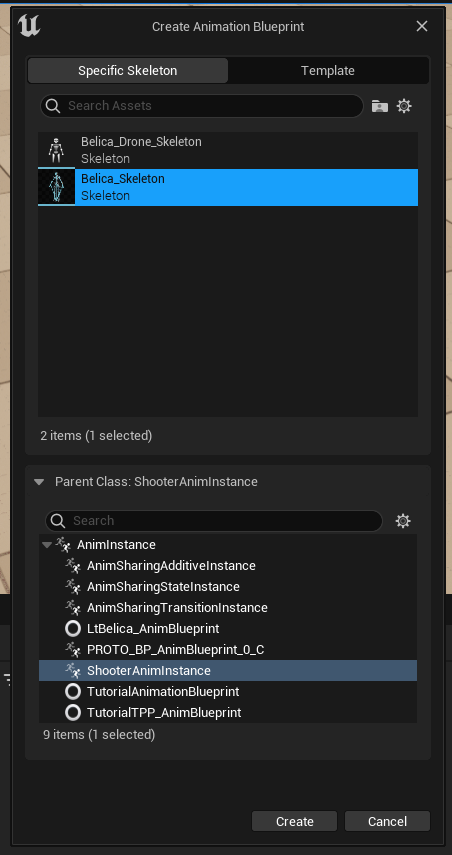 Create Animation Blueprint
Specific Skeleton
Template
Search Assets
Belica_Drone_Skeleton
Skeleton
Belica_Skeleton
Skeleton
2 items (1 selected)
Parent Class: ShooterAnimInstance
Search
AnimInstance
AnimSharingAdditiveInstance
AnimSharingStateInstance
AnimSharingTransitionInstance
LtBelica_AnimBlueprint
PROTO_BP_AnimBlueprint_0_C
ShooterAnimInstance
TutorialAnimationBlueprint
TutorialTPP_AnimBlueprint
9 items (1 selected)
Create
Cancel